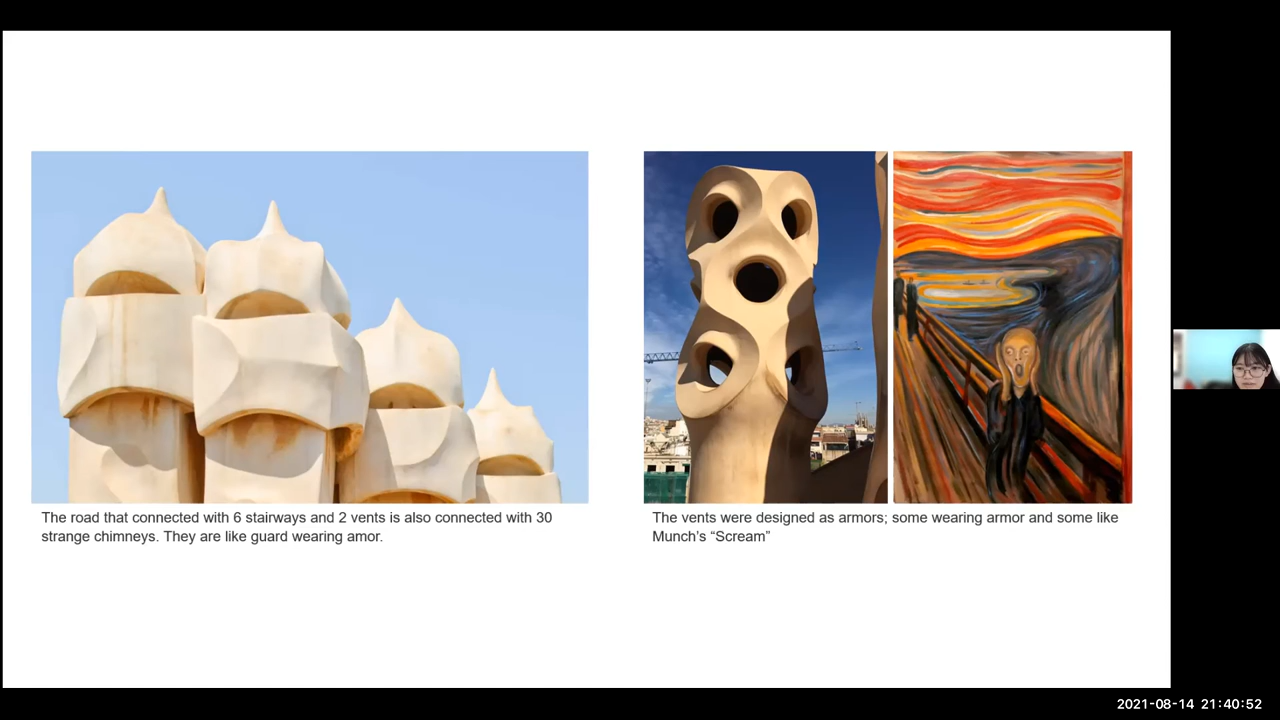 The road that connected with 6 stairways and 2 vents is also connected with 30
strange chimneys. They are like guard wearing amor.
The vents were designed as armors; some wearing armor and some like
Munch's “Scream”
2021-08-14 21:40:52